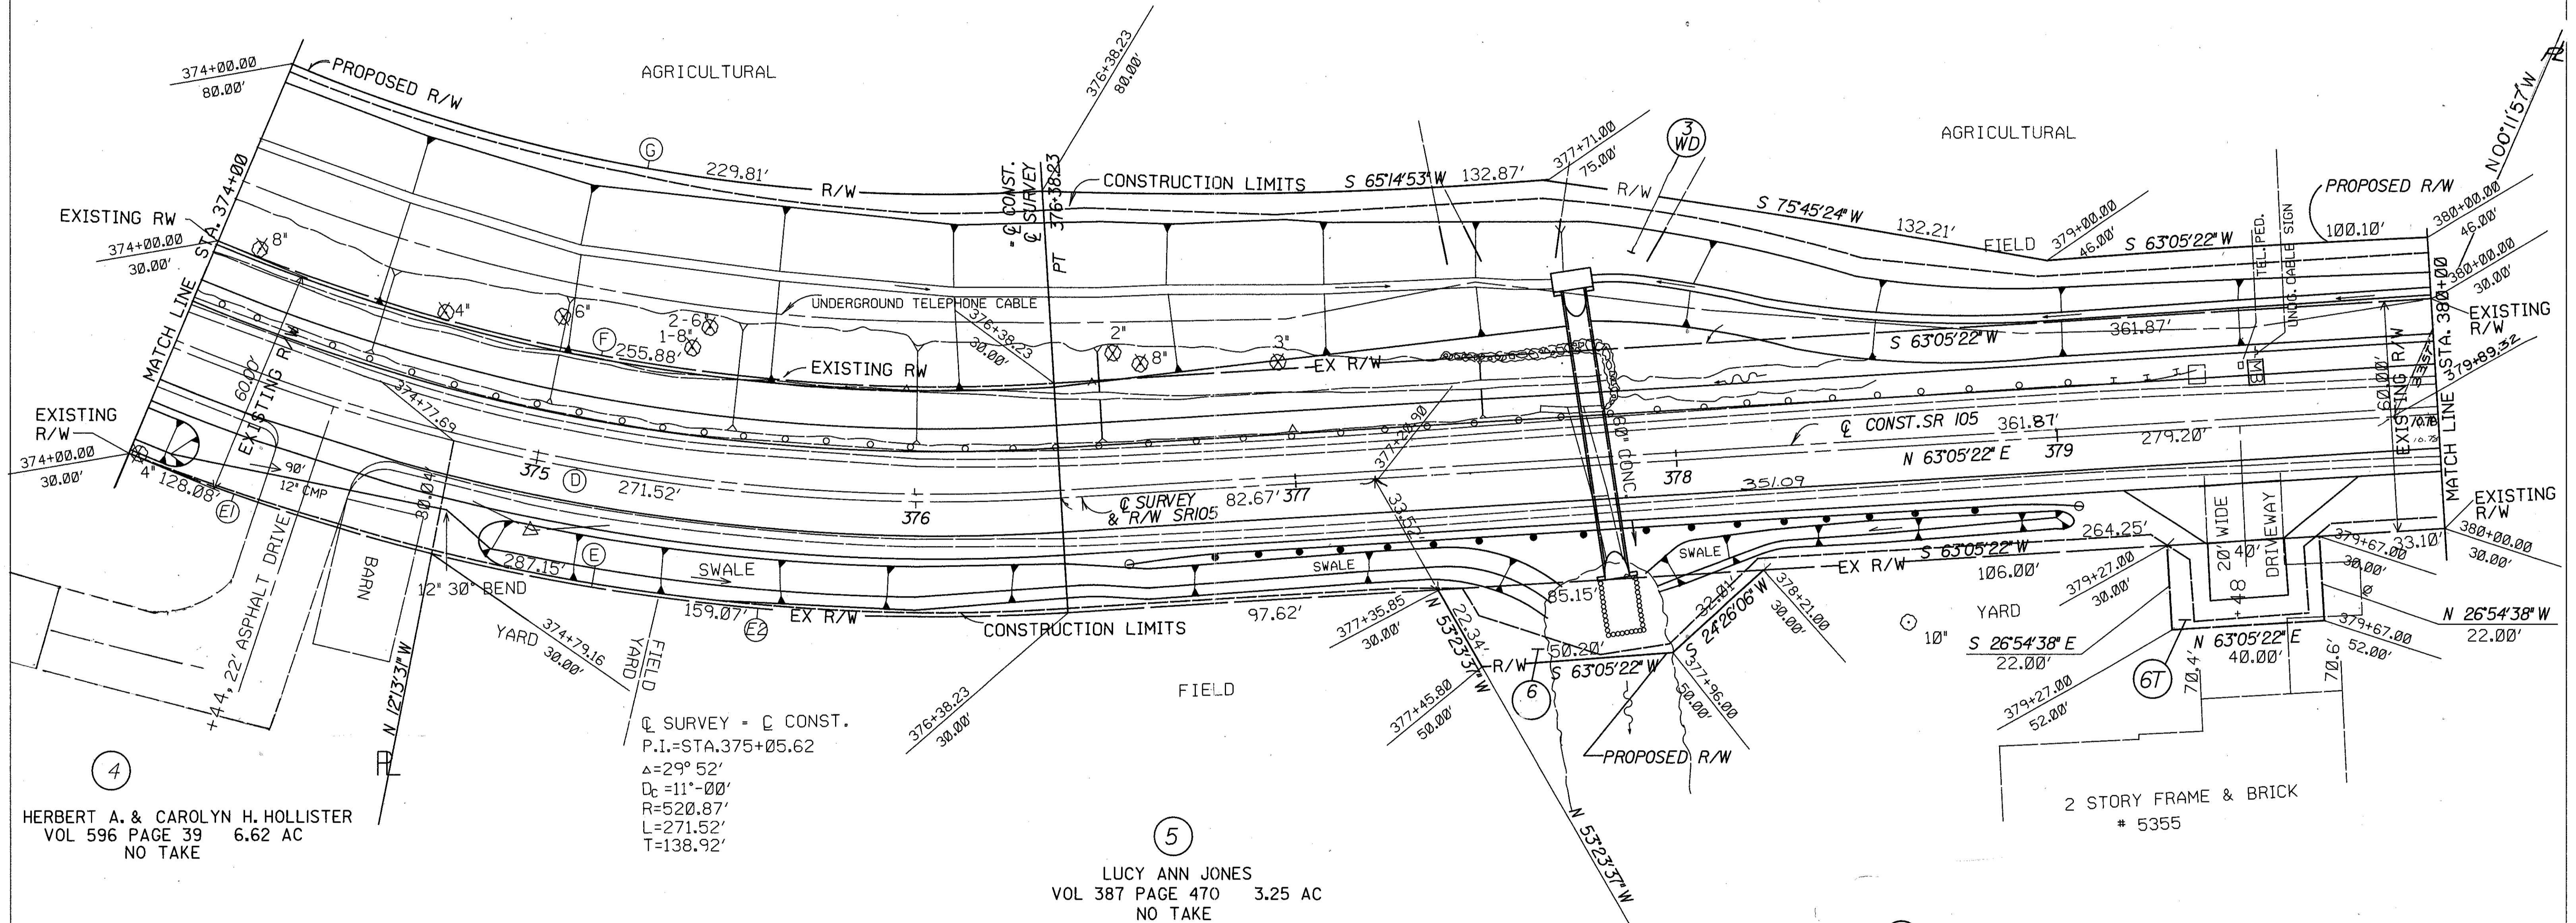 374+00.00
80.00'
PROPOSED R/W
AGRICULTURAL
376+38.23
80.00'
G
229.81'
R/W
℄ CONST.
= ℄ SURVEY
376+38.23
PT
CONSTRUCTION LIMITS
S 65°14'53" W
132.87'
377+71.00
75.00'
3
WD
R/W
S 75°45'24" W
132.21'
AGRICULTURAL
FIELD
379+00.00
46.00'
S 63°05'22" W
TEL. PED.
UNDG. CABLE SIGN
PROPOSED R/W
100.10'
380+00.00
46.00'
N 00°11'57" W
380+00.00
30.00'
EXISTING
R/W
MATCH LINE STA. 374+00
EXISTING RW
374+00.00
30.00'
8"
4"
6"
2-6"
1-8"
UNDERGROUND TELEPHONE CABLE
376+38.23
30.00'
F
255.88'
EXISTING RW
2"
8"
3"
EX R/W
S 63°05'22" W
361.87'
60.00'
EXISTING R/W
MATCH LINE STA. 380+00
379+89.32
MB
60.00'
EXISTING R/W
EXISTING
R/W
374+00.00
30.00'
4"
128.08'
E1
90'
12" CMP
374+77.69
30.04'
375
D
271.52'
376
℄ SURVEY
& R/W SR105
82.67'
377
377+20.90
33.52'
60" CONC
378
℄ CONST. SR 105
361.87'
N 63°05'22" E
379
279.20'
351.09
10.78
10.75
EXISTING
R/W
380+00.00
30.00'
33.10'
+44, 22' ASPHALT DRIVE
BARN
12" 30° BEND
287.15'
E
SWALE
159.07'
E2
EX R/W
CONSTRUCTION LIMITS
97.62'
SWALE
SWALE
85.15'
EX R/W
S 63°05'22" W
106.00'
264.25'
20' WIDE
DRIVEWAY
40'
+48
379+67.00
30.00'
YARD
374+79.16
30.00'
FIELD
YARD
N 12°13'31" W
376+38.23
30.00'
377+35.85
30.00'
22.34'
N 53°23'37" W
377+45.80
50.00'
R/W
50.20'
S 63°05'22" W
6
32.01'
S 24°26'06" W
378+21.00
30.00'
377+96.00
50.00'
PROPOSED R/W
FIELD
N 53°23'37" W
10"
YARD
379+27.00
30.00'
S 26°54'38" E
22.00'
379+27.00
52.00'
6T
N 63°05'22" E
40.00'
70.4'
70.6'
379+67.00
52.00'
N 26°54'38" W
22.00'
2 STORY FRAME & BRICK
# 5355
℄ SURVEY = ℄ CONST.
P.I.=STA.375+05.62
Δ=29° 52'
Dc =11°-00'
R=520.87'
L=271.52'
T=138.92'
4
HERBERT A. & CAROLYN H. HOLLISTER
VOL 596 PAGE 39 6.62 AC
NO TAKE
5
LUCY ANN JONES
VOL 387 PAGE 470 3.25 AC
NO TAKE